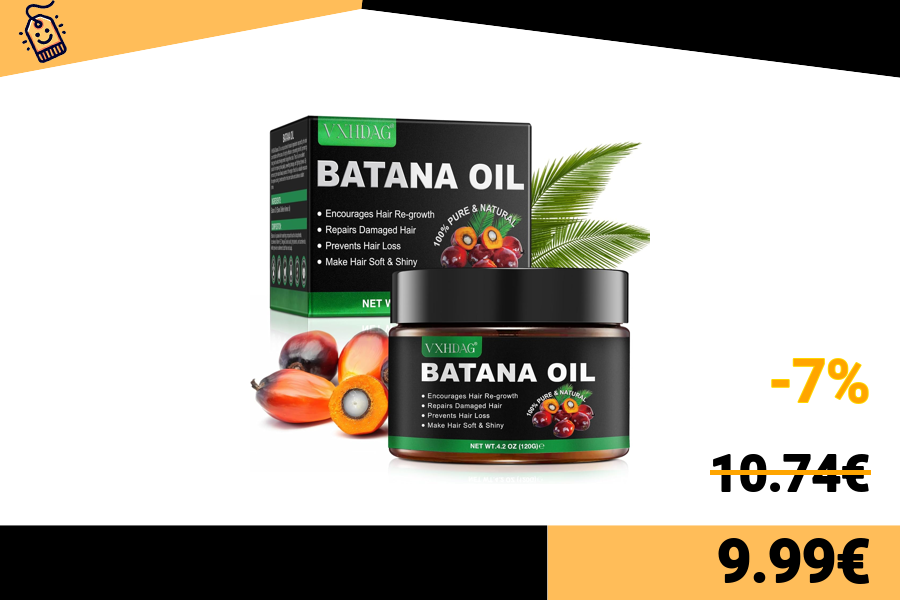 BATANA OIL
VXHDAG®
BATANA OIL
Encourages Hair Re-growth
Repairs Damaged Hair
Prevents Hair Loss
Make Hair Soft & Shiny
100% PURE & NATURAL
NET W
VXHDAG®
BATANA OIL
Encourages Hair Re-growth
Repairs Damaged Hair
Prevents Hair Loss
Make Hair Soft & Shiny
100% PURE & NATURAL
NET WT.4.2 OZ (120G)℮
-7%
10.74€
9.99€